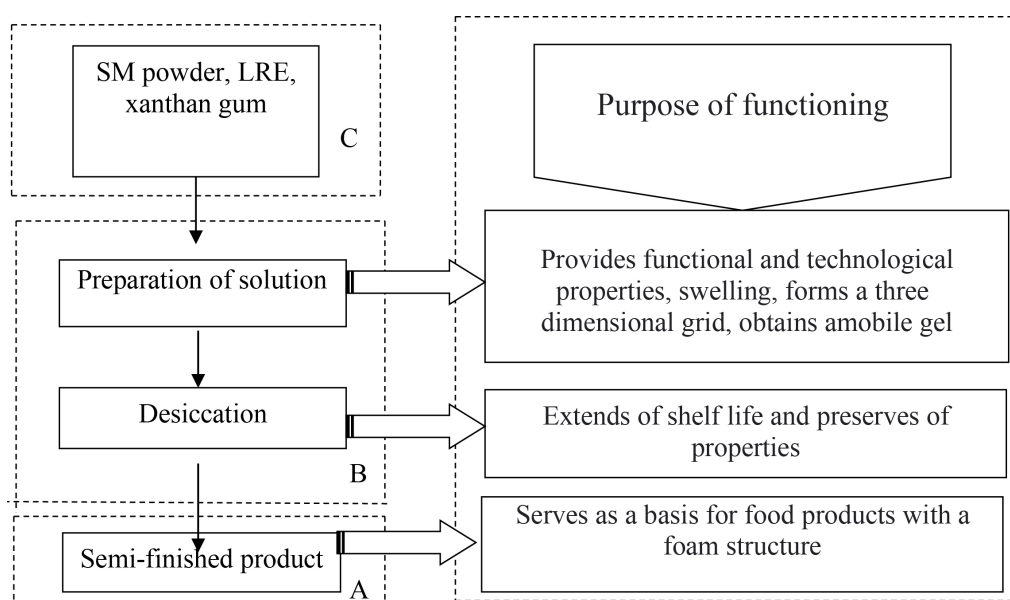 SM powder, LRE,
xanthan gum
C
Purpose of functioning
Preparation of solution
Provides functional and technological
properties, swelling, forms a three
dimensional grid, obtains amobile gel
Desiccation
B
Extends of shelf life and preserves of
properties
Semi-finished product
A
Serves as a basis for food products with a
foam structure